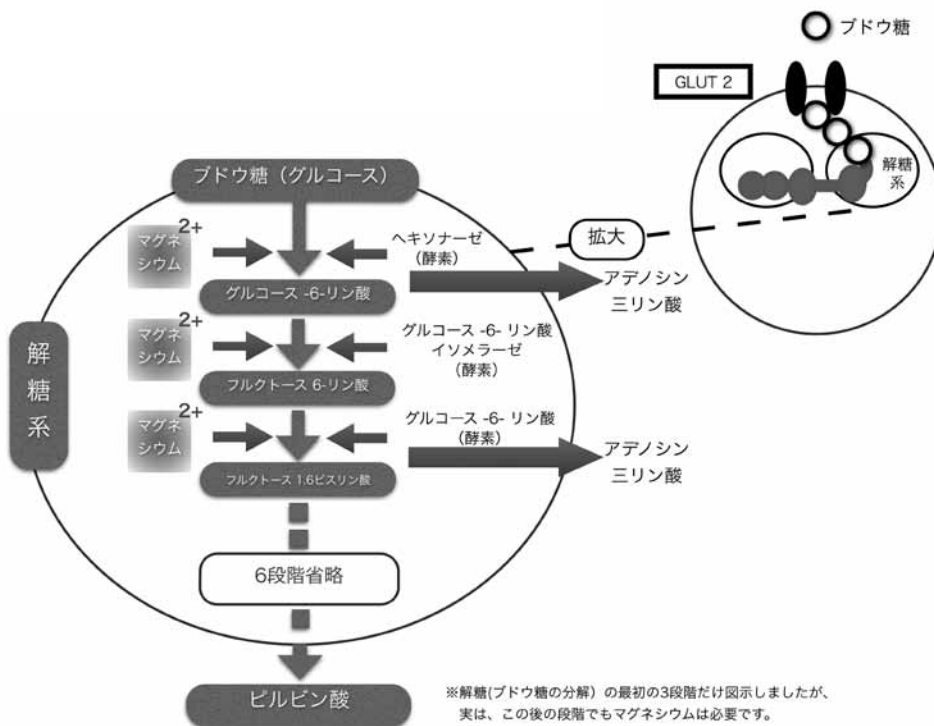 ブドウ糖
GLUT 2
解糖
系
ブドウ糖（グルコース）
マグネ
シウム
2+
ヘキソナーゼ
（酵素）
拡大
アデノシン
三リン酸
グルコース -6-リン酸
マグネ
シウム
2+
グルコース -6- リン酸
イソメラーゼ
（酵素）
解糖系
フルクトース 6-リン酸
マグネ
シウム
2+
グルコース -6- リン酸
（酵素）
アデノシン
三リン酸
フルクトース 1.6ビスリン酸
6段階省略
ピルビン酸
※解糖(ブドウ糖の分解）の最初の3段階だけ図示しましたが、
実は、この後の段階でもマグネシウムは必要です。